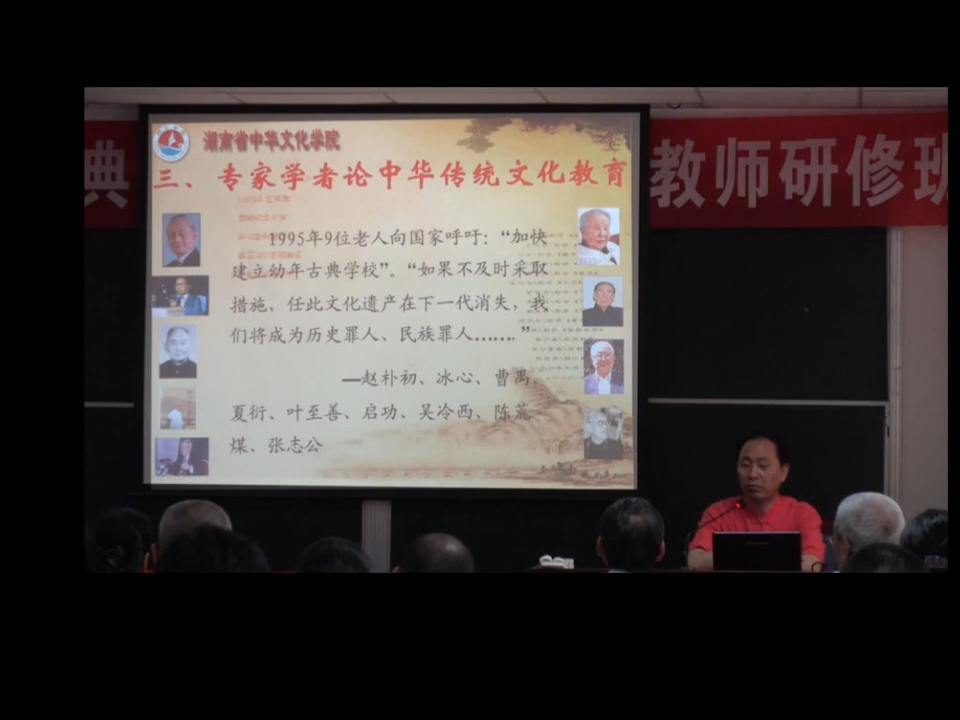 湖南省中华文化学院
典
教师研修班
三、专家学者论中华传统文化教育
1995年9位老人向国家呼吁：“加快
建立幼年古典学校”。“如果不及时采取
措施，任此文化遗产在下一代消失，我
们将成为历史罪人、民族罪人……。”
—赵朴初、冰心、曹禺、
夏衍、叶至善、启功、吴冷西、陈荒
煤、张志公